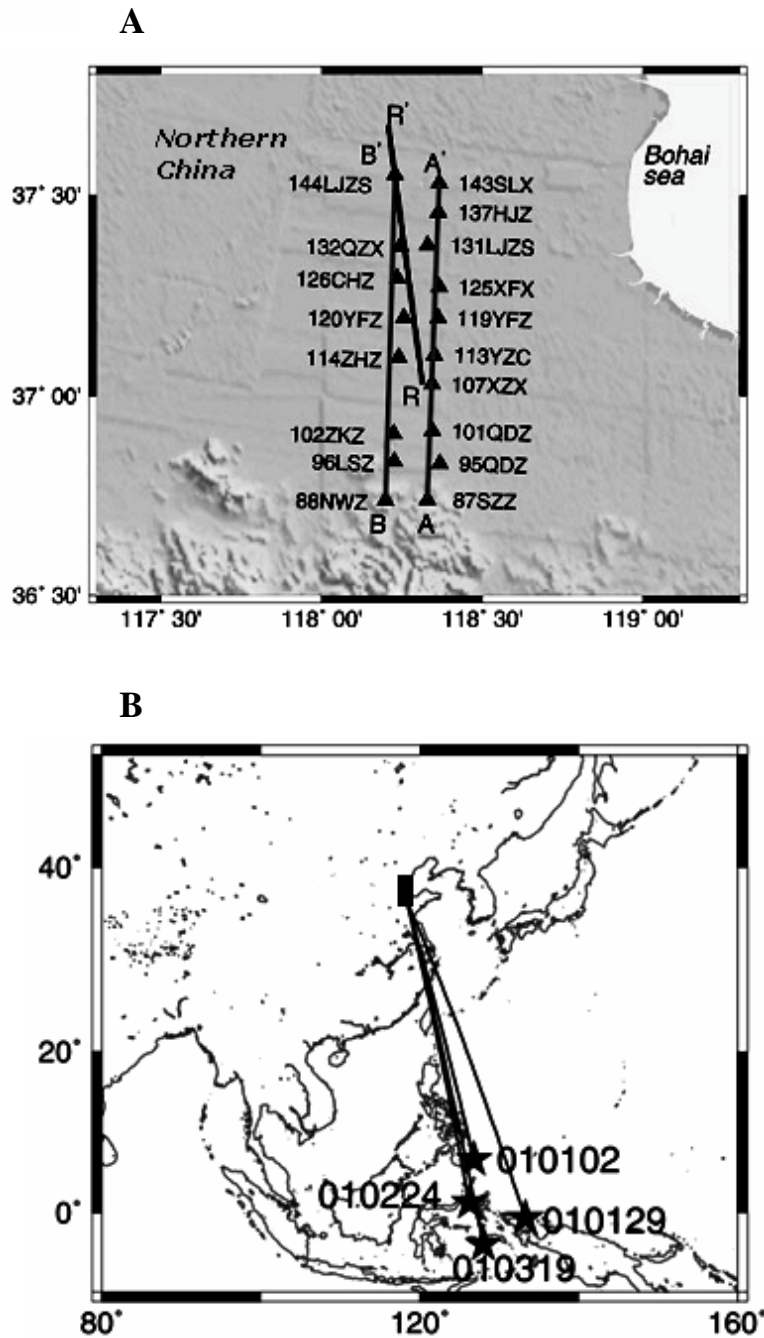 A
R'
Northern
China
B'
A'
Bohai
sea
144LJZS
143SLX
37° 30'
137HJZ
132QZX
131LJZS
126CHZ
125XFX
120YFZ
119YFZ
114ZHZ
113YZC
107XZX
37° 00'
R
102ZKZ
101QDZ
96LSZ
95QDZ
88NWZ
87SZZ
B
A
36° 30'
117° 30'
118° 00'
118° 30'
119° 00'
B
40°
20°
010102
010224
010129
0°
010319
80°
120°
160°